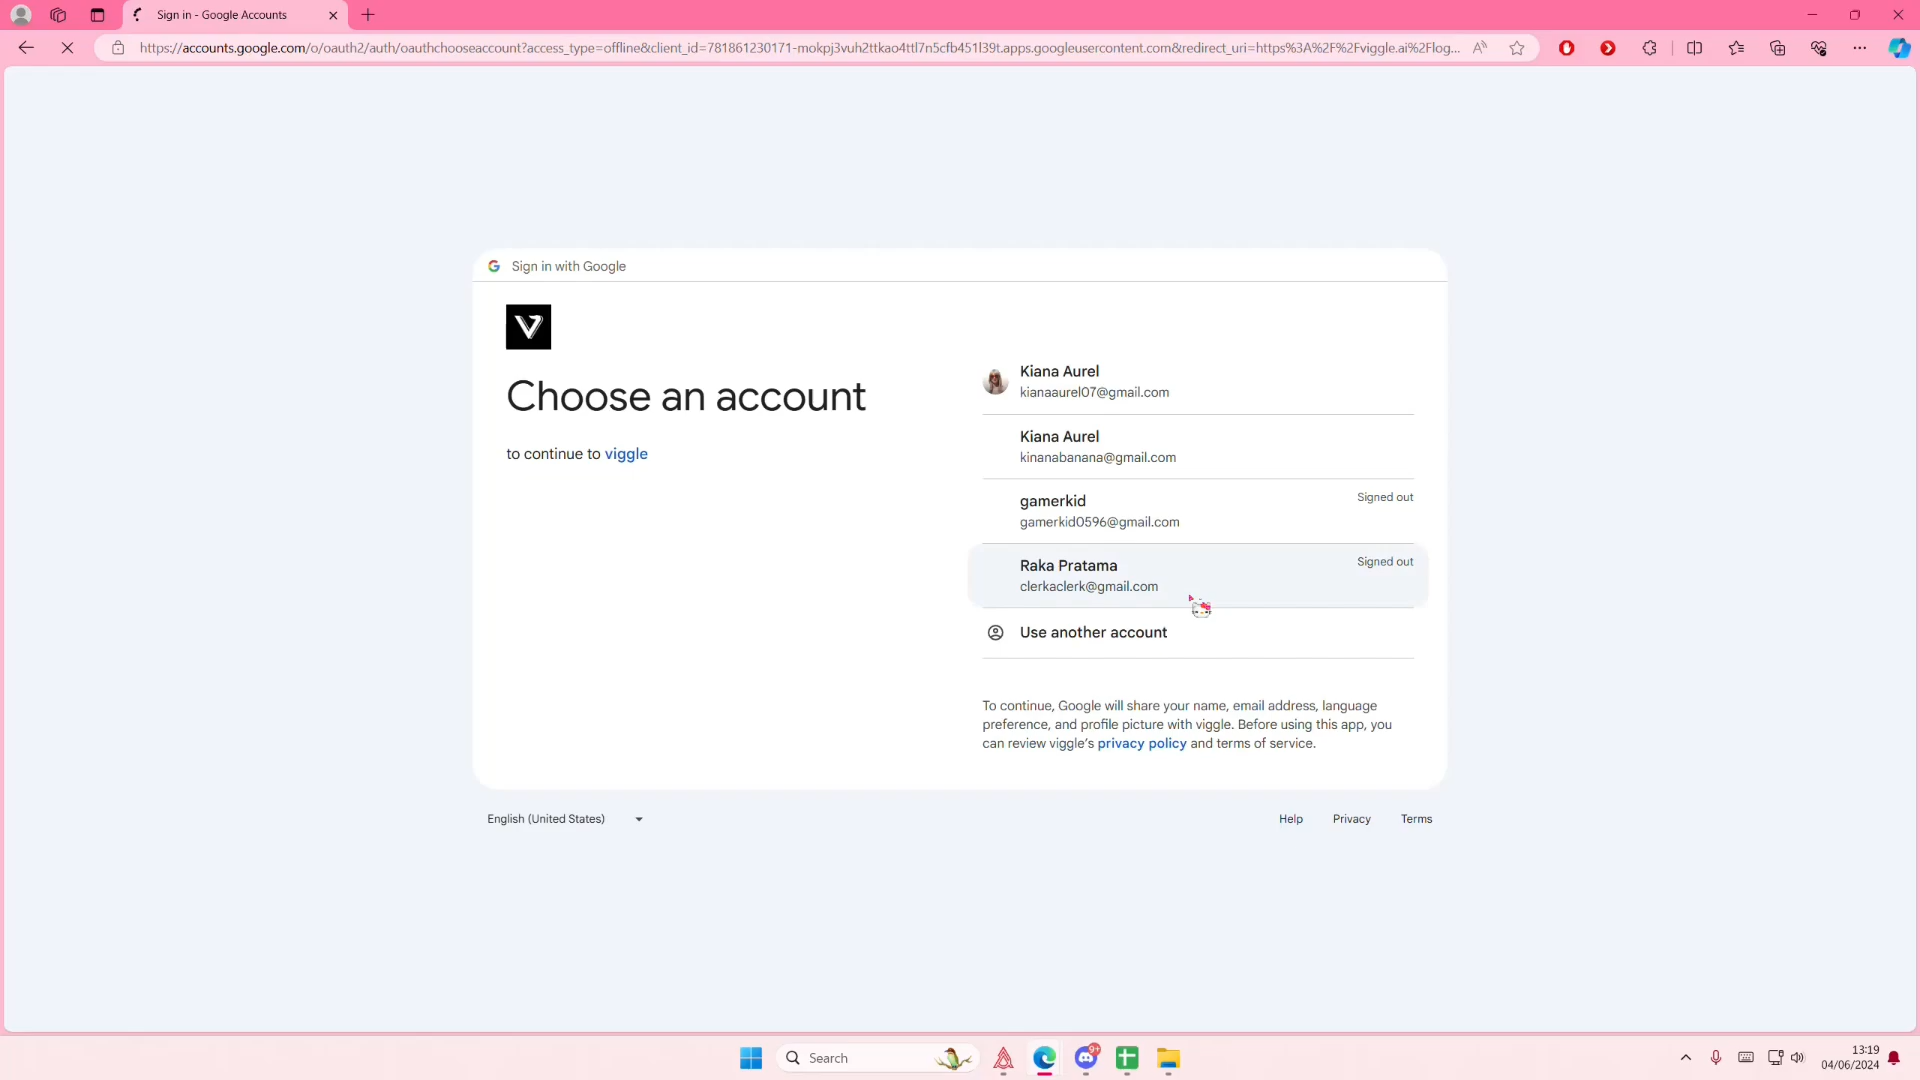 Sign in - Google Accounts
https://accounts.google.com/o/oauth2/auth/oauthchooseaccount?access_type=offline&client_id=781861230171-mokpj3vuh2ttkao4ttl7n5cfb451l39t.apps.googleusercontent.com&redirect_uri=https%3A%2F%2Fviggle.ai%2Flog...
Sign in with Google
Choose an account
to continue to viggle
Kiana Aurel
kianaaurel07@gmail.com
Kiana Aurel
kinanabanana@gmail.com
gamerkid
Signed out
gamerkid0596@gmail.com
Raka Pratama
Signed out
clerkaclerk@gmail.com
Use another account
To continue, Google will share your name, email address, language
preference, and profile picture with viggle. Before using this app, you
can review viggle's privacy policy and terms of service.
English (United States)
Help Privacy Terms
Search
9+
13:19
04/06/2024